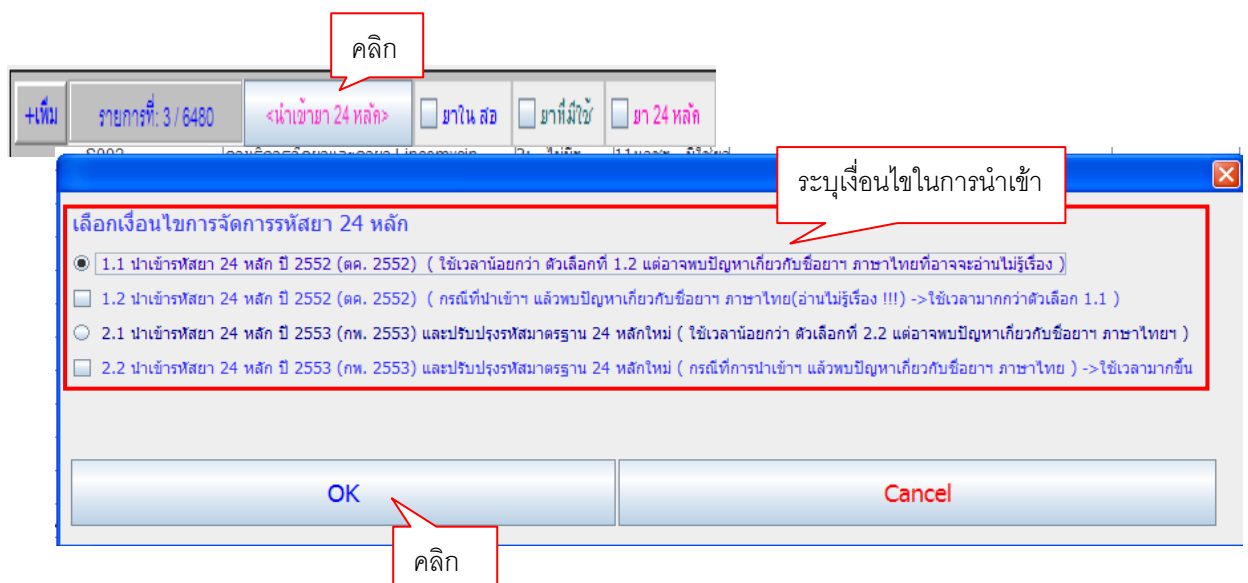 คลิก
+เพิ่ม รายการที่: 3 / 6480 <นำเข้ายา 24 หลัก> ยาใน สอ ยาที่มีใช้ ยา 24 หลัก
ระบุเงื่อนไขในการนำเข้า
เลือกเงื่อนไขการจัดการรหัสยา 24 หลัก
1.1 นำเข้ารหัสยา 24 หลัก ปี 2552 (ตค. 2552) ( ใช้เวลาน้อยกว่า ตัวเลือกที่ 1.2 แต่อาจพบปัญหาเกี่ยวกับชื่อยาฯ ภาษาไทยที่อาจจะอ่านไม่รู้เรื่อง )
1.2 นำเข้ารหัสยา 24 หลัก ปี 2552 (ตค. 2552) ( กรณีที่นำเข้าฯ แล้วพบปัญหาเกี่ยวกับชื่อยาฯ ภาษาไทย(อ่านไม่รู้เรื่อง !!!) ->ใช้เวลามากกว่าตัวเลือก 1.1 )
2.1 นำเข้ารหัสยา 24 หลัก ปี 2553 (กพ. 2553) และปรับปรุงรหัสมาตรฐาน 24 หลักใหม่ ( ใช้เวลาน้อยกว่า ตัวเลือกที่ 2.2 แต่อาจพบปัญหาเกี่ยวกับชื่อยาฯ ภาษาไทยฯ )
2.2 นำเข้ารหัสยา 24 หลัก ปี 2553 (กพ. 2553) และปรับปรุงรหัสมาตรฐาน 24 หลักใหม่ ( กรณีที่การนำเข้าฯ แล้วพบปัญหาเกี่ยวกับชื่อยาฯ ภาษาไทย ) ->ใช้เวลามากขึ้น
OK Cancel
คลิก